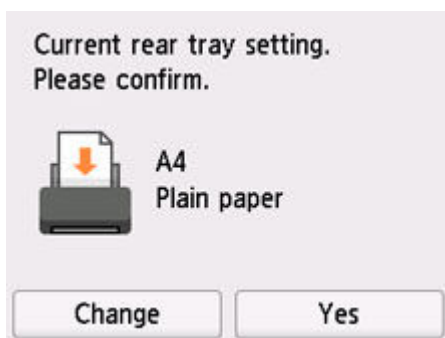 Current rear tray setting.
Please confirm.
A4
Plain paper
Change
Yes